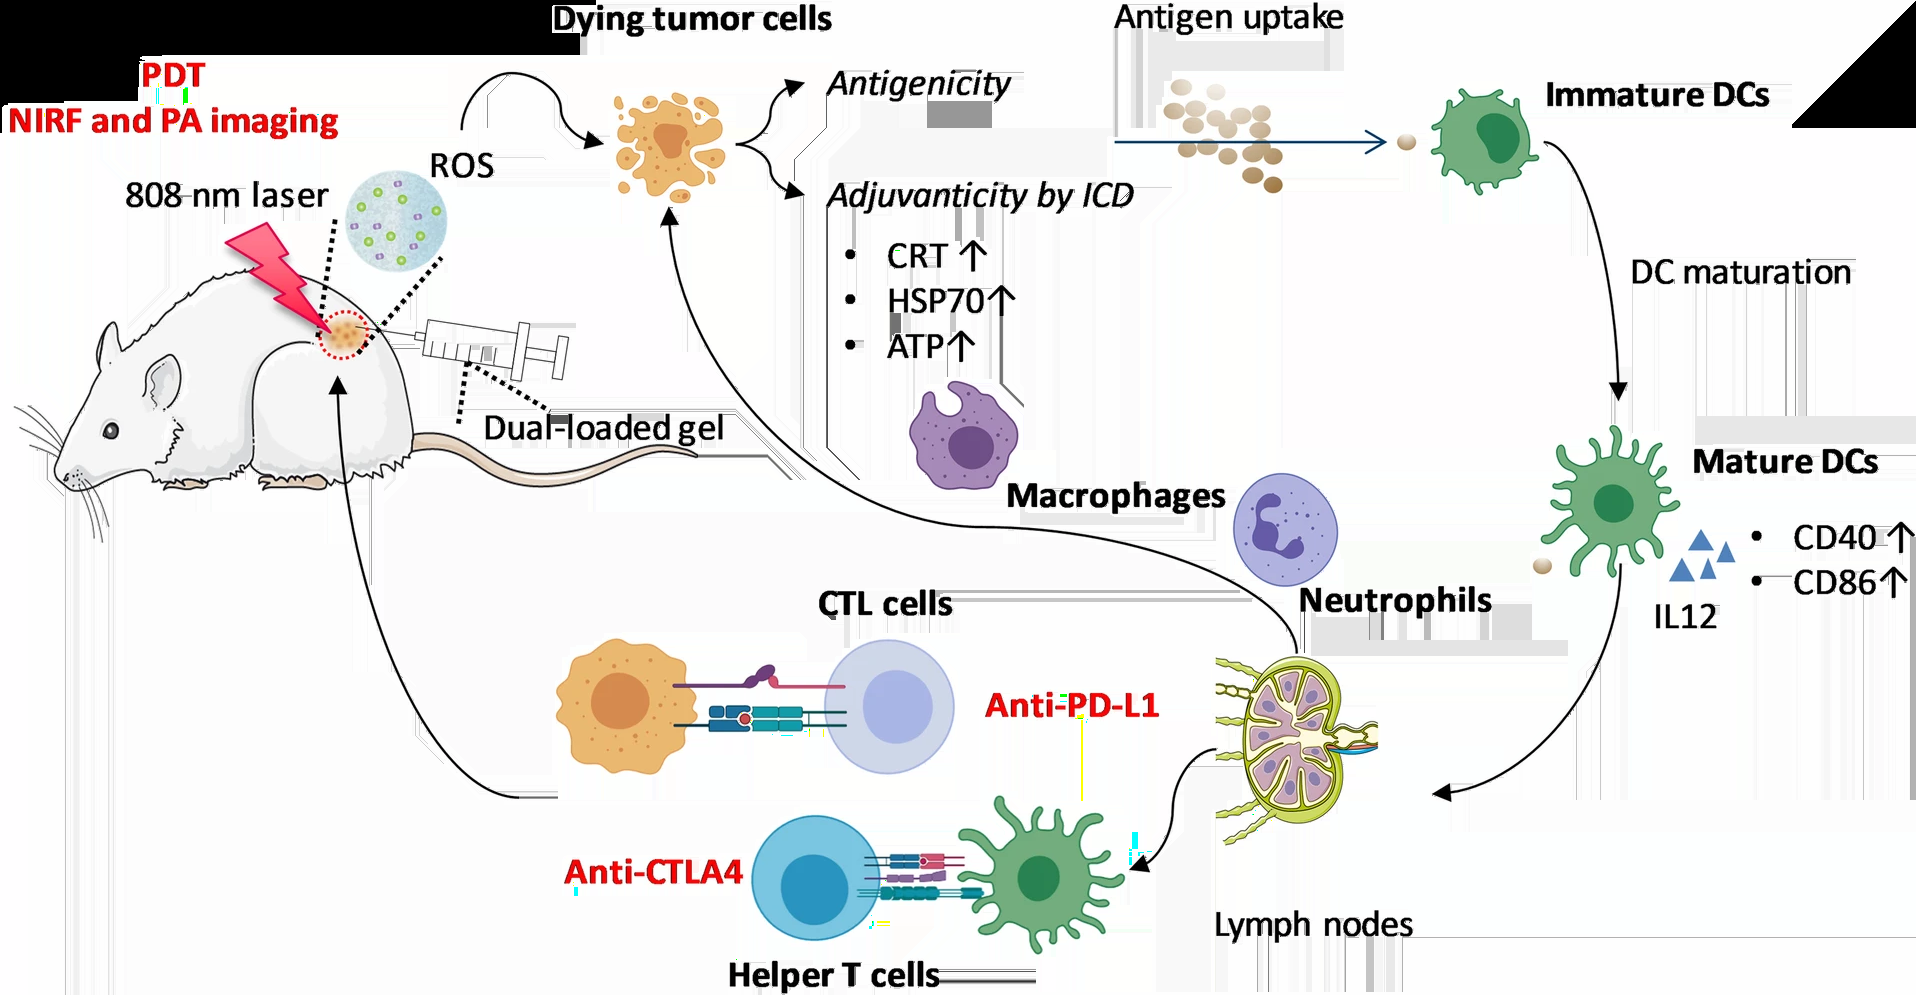 Dying tumor cells
Antigen uptake
PDT
NIRF and PA imaging
Antigenicity
Immature DCs
ROS
808 nm laser
Adjuvanticity by ICD
• CRT ↑
• HSP70↑
• ATP↑
DC maturation
Dual-loaded gel
Macrophages
Mature DCs
• CD40 ↑
• CD86↑
IL12
Neutrophils
CTL cells
Anti-PD-L1
Anti-CTLA4
Lymph nodes
Helper T cells